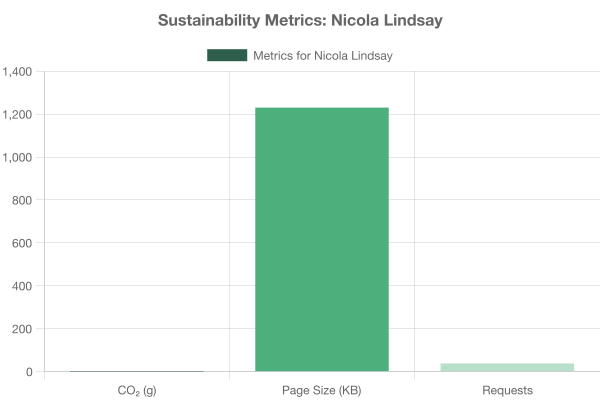 Sustainability Metrics: Nicola Lindsay
Metrics for Nicola Lindsay
1,400
1,200
1,000
800
600
400
200
0
CO₂ (g)
Page Size (KB)
Requests